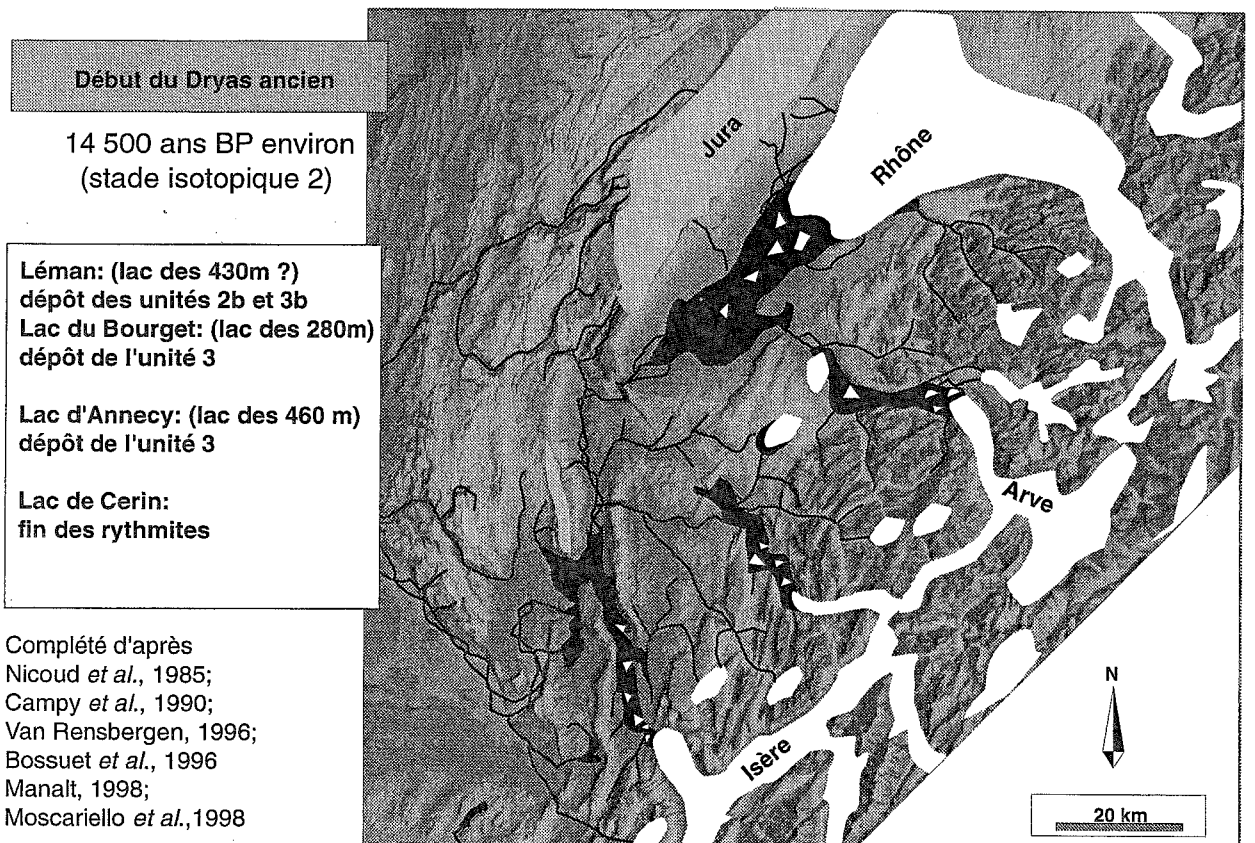 Début du Dryas ancien
14 500 ans BP environ
(stade isotopique 2)
Léman: (lac des 430m ?)
dépôt des unités 2b et 3b
Lac du Bourget: (lac des 280m)
dépôt de l'unité 3
Lac d'Annecy: (lac des 460 m)
dépôt de l'unité 3
Lac de Cerin:
fin des rythmites
Complété d'après
Nicoud et al., 1985;
Campy et al., 1990;
Van Rensbergen, 1996;
Bossuet et al., 1996
Manalt, 1998;
Moscariello et al.,1998
Jura
Rhône
Arve
Isère
N
20 km